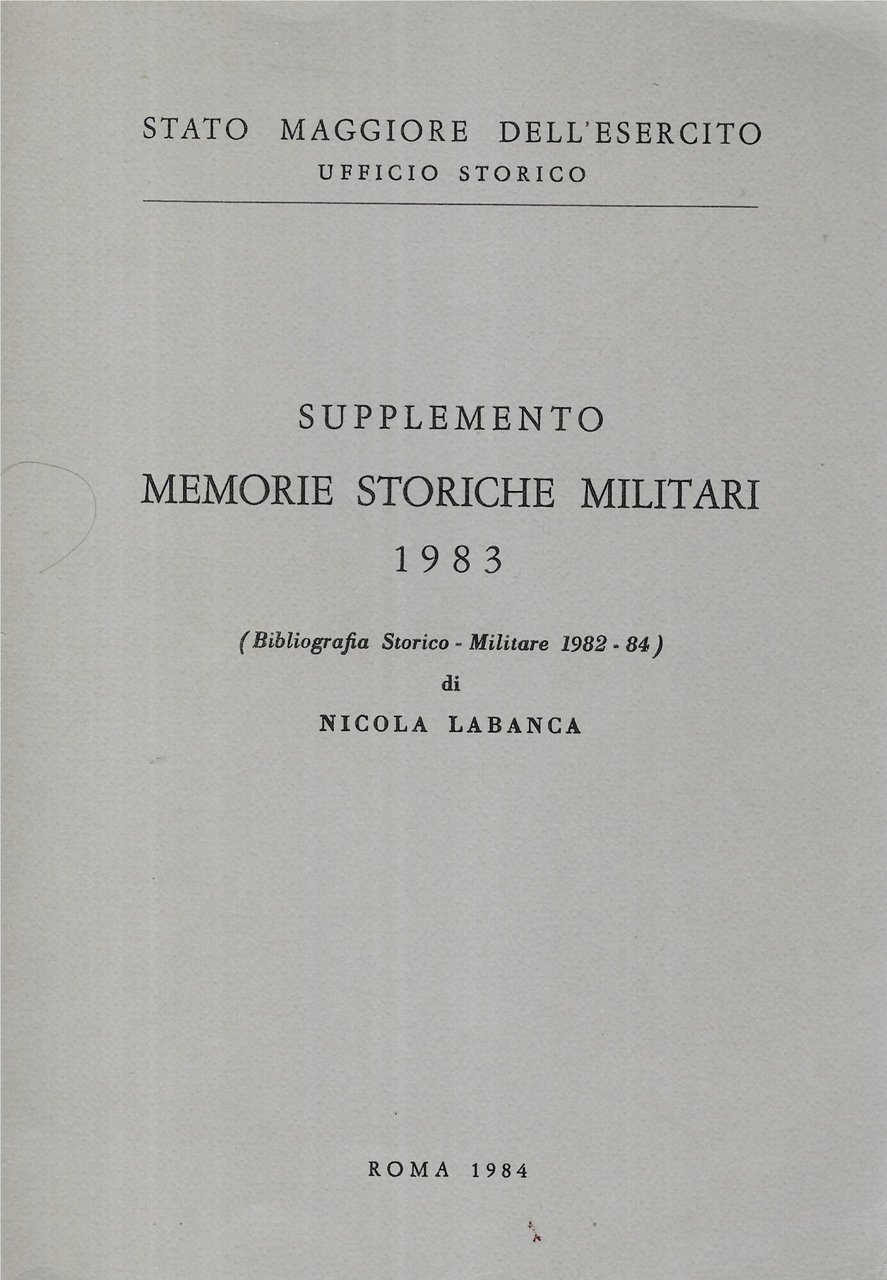 STATO MAGGIORE DELL'ESERCITO
UFFICIO STORICO
SUPPLEMENTO
MEMORIE STORICHE MILITARI
1983
(Bibliografia Storico - Militare 1982 - 84)
di
NICOLA LABANCA
ROMA 1984